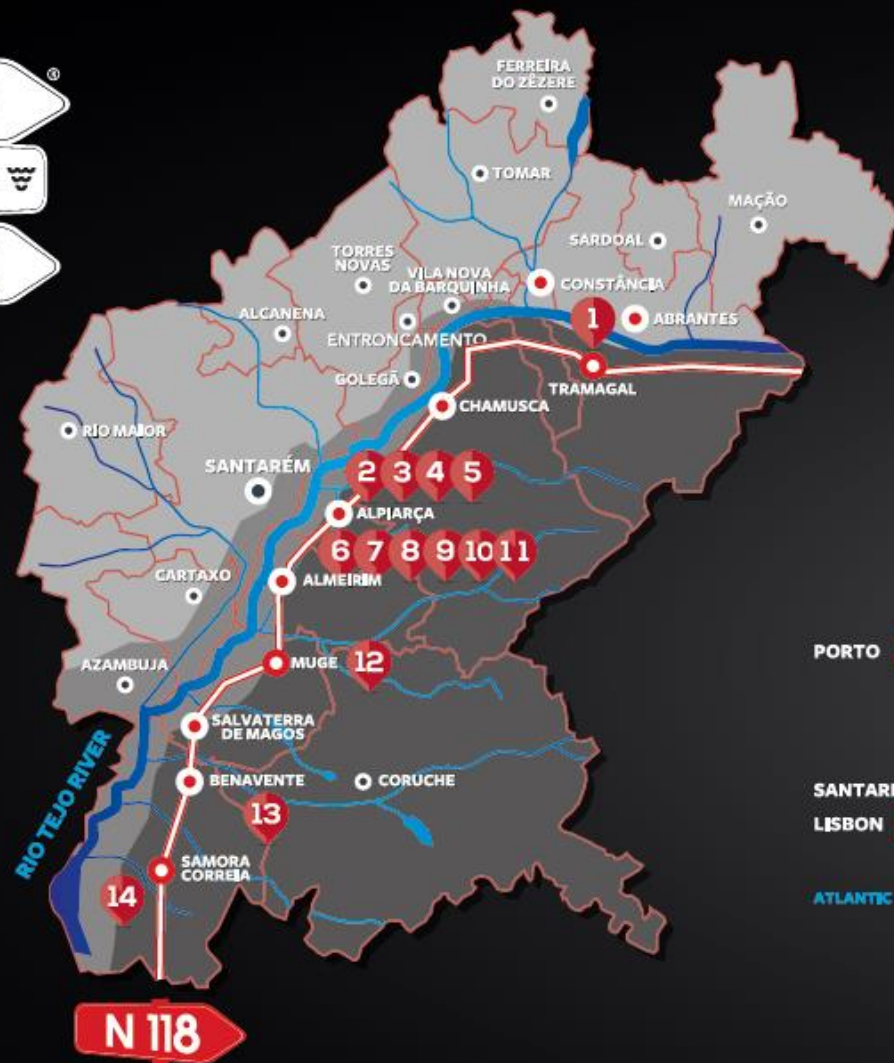 ®
FERREIRA
DO ZÊZERE
TOMAR
MAÇÃO
SARDOAL
TORRES
NOVAS
VILA NOVA
DA BARQUINHA
CONSTÂNCIA
ALCANENA
1
ABRANTES
ENTRONCAMENTO
GOLEGÃ
TRAMAGAL
CHAMUSCA
RIO MAIOR
SANTARÉM
2 3 4 5
ALPIARÇA
6 7 8 9 10 11
CARTAXO
ALMEIRIM
PORTO
AZAMBUJA
MUGE
12
SALVATERRA
DE MAGOS
RIO TEJO RIVER
BENAVENTE
CORUCHE
SANTAR
13
LISBON
SAMORA
CORREIA
14
ATLANTIC
N 118